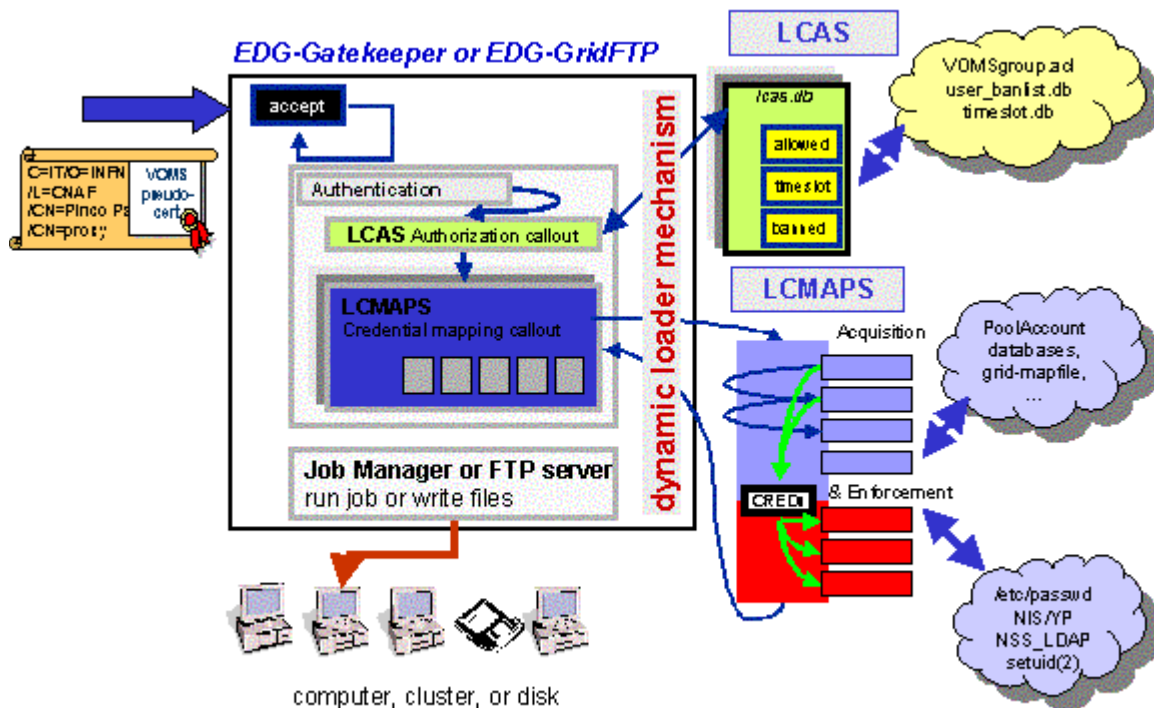 EDG-Gatekeeper or EDG-GridFTP
accept
C=IT/O=INFN
/L=CNAF
/CN=Pinco Pa
/CN=proxy
VOMS
pseudo-
cert
Authentication
LCAS Authorization callout
LCMAPS
Credential mapping callout
Job Manager or FTP server
run job or write files
dynamic loader mechanism
computer, cluster, or disk
LCAS
lcas.db
allowed
timeslot
banned
VOMSgroup.acl
user_banlist.db
timeslot.db
LCMAPS
Acquisition
CREDs
& Enforcement
PoolAccount
databases,
grid-mapfile,
...
/etc/passwd
NIS/YP
NSS_LDAP
setuid(2)